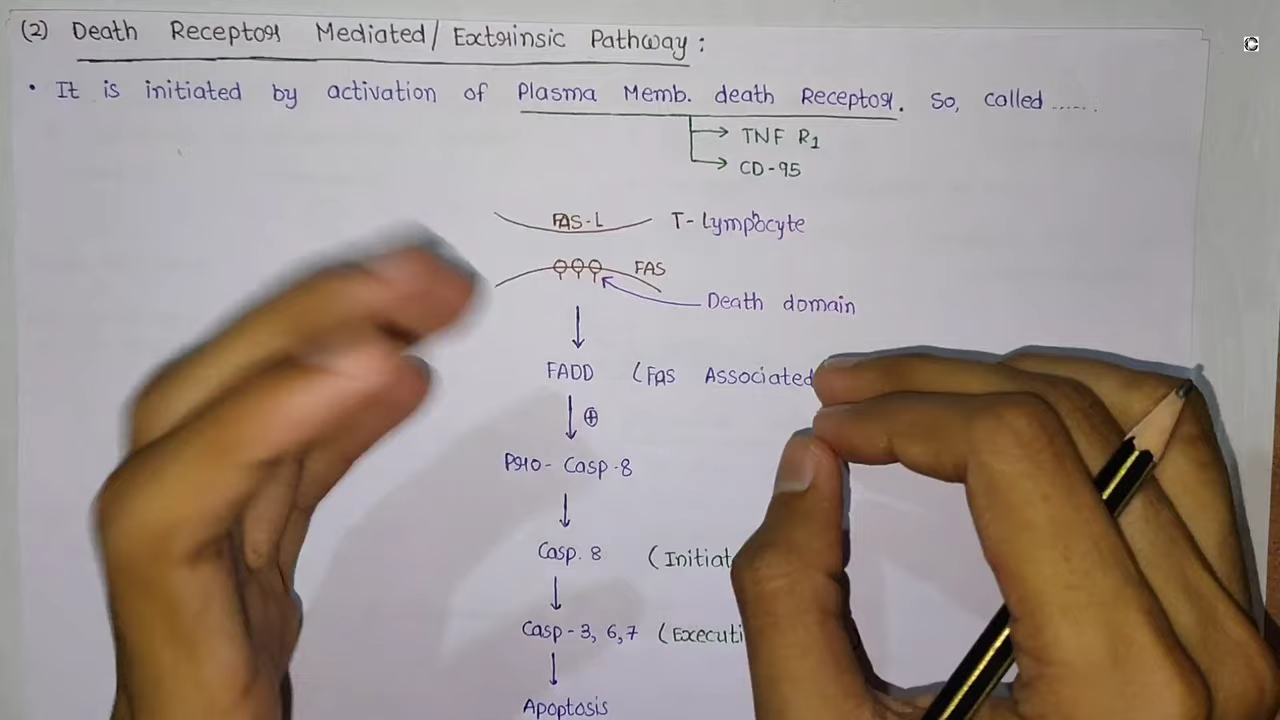 (2) Death Receptor Mediated/ Extrinsic Pathway :
• It is initiated by activation of Plasma Memb. death Receptor. So, called ......
TNF R1
CD-95
FAS-L T-Lymphocyte
FAS
Death domain
FADD (Fas Associated
⊕
Pro-Casp-8
Casp. 8 (Initiat
Casp-3, 6,7 (Executi
Apoptosis